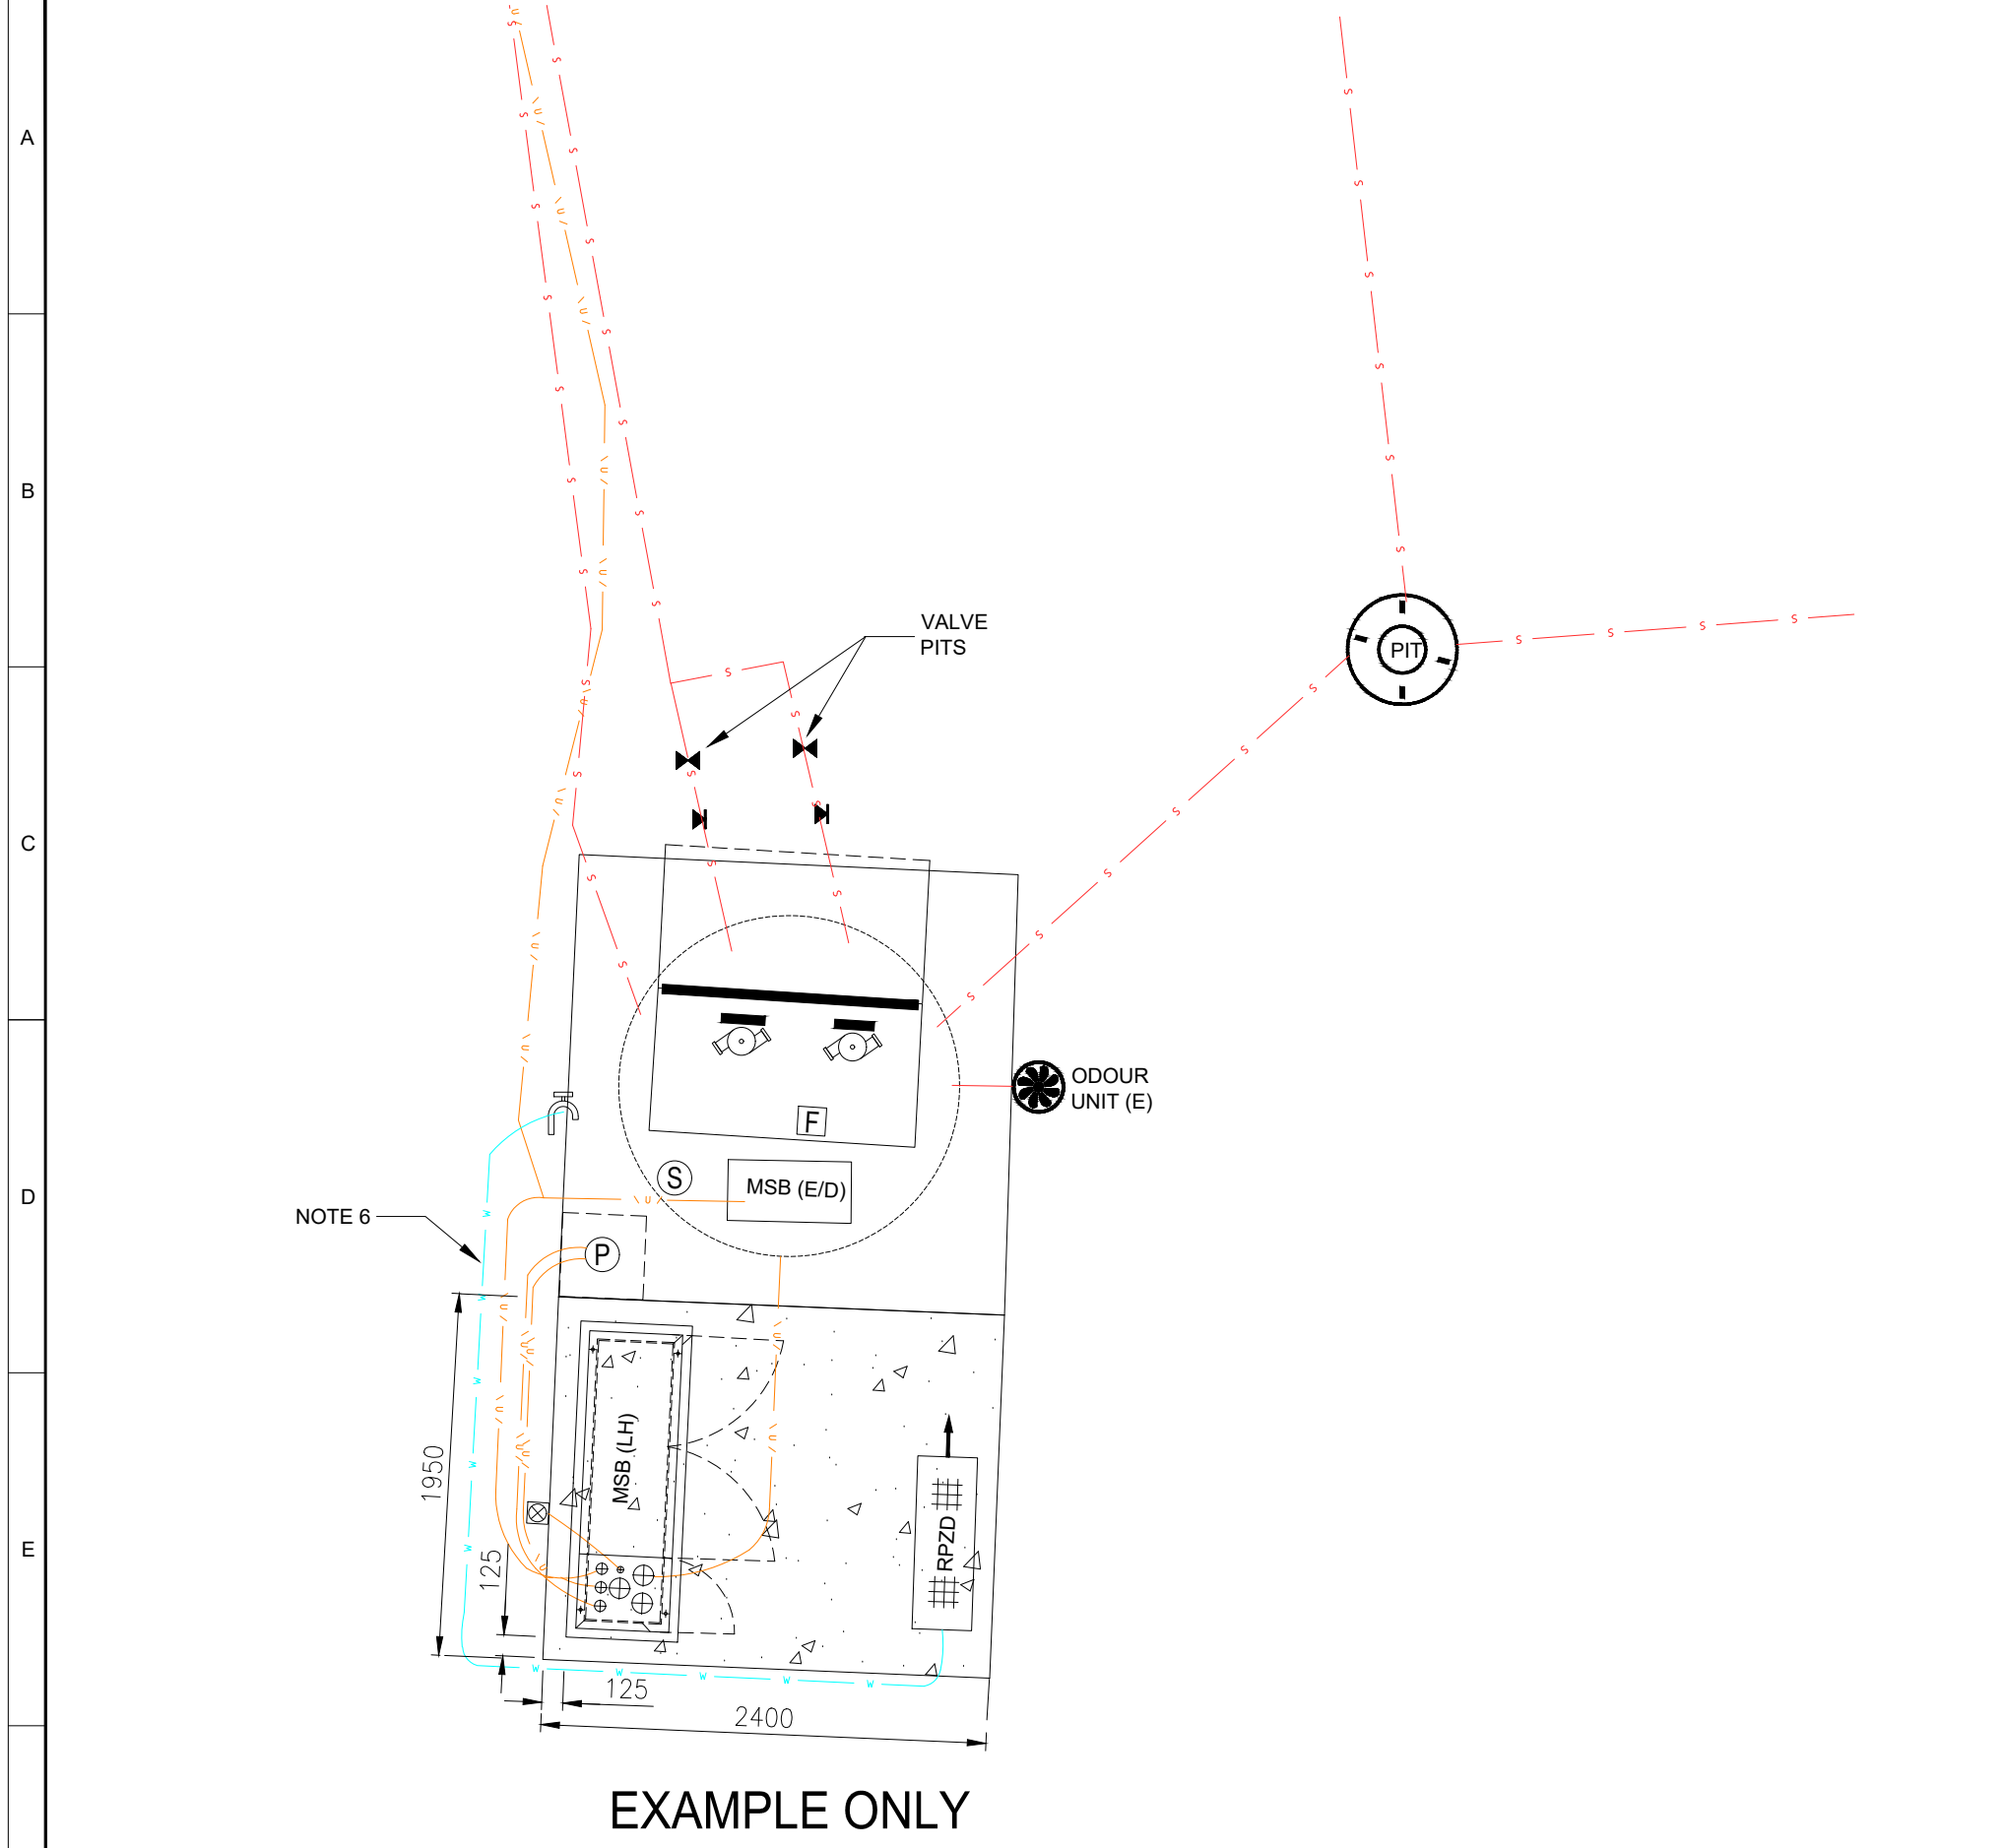 A
B
VALVE
PITS
PIT
C
ODOUR
UNIT (E)
F
S
MSB (E/D)
D
NOTE 6
P
1950
MSB (LH)
RPZD
E
125
125
2400
EXAMPLE ONLY